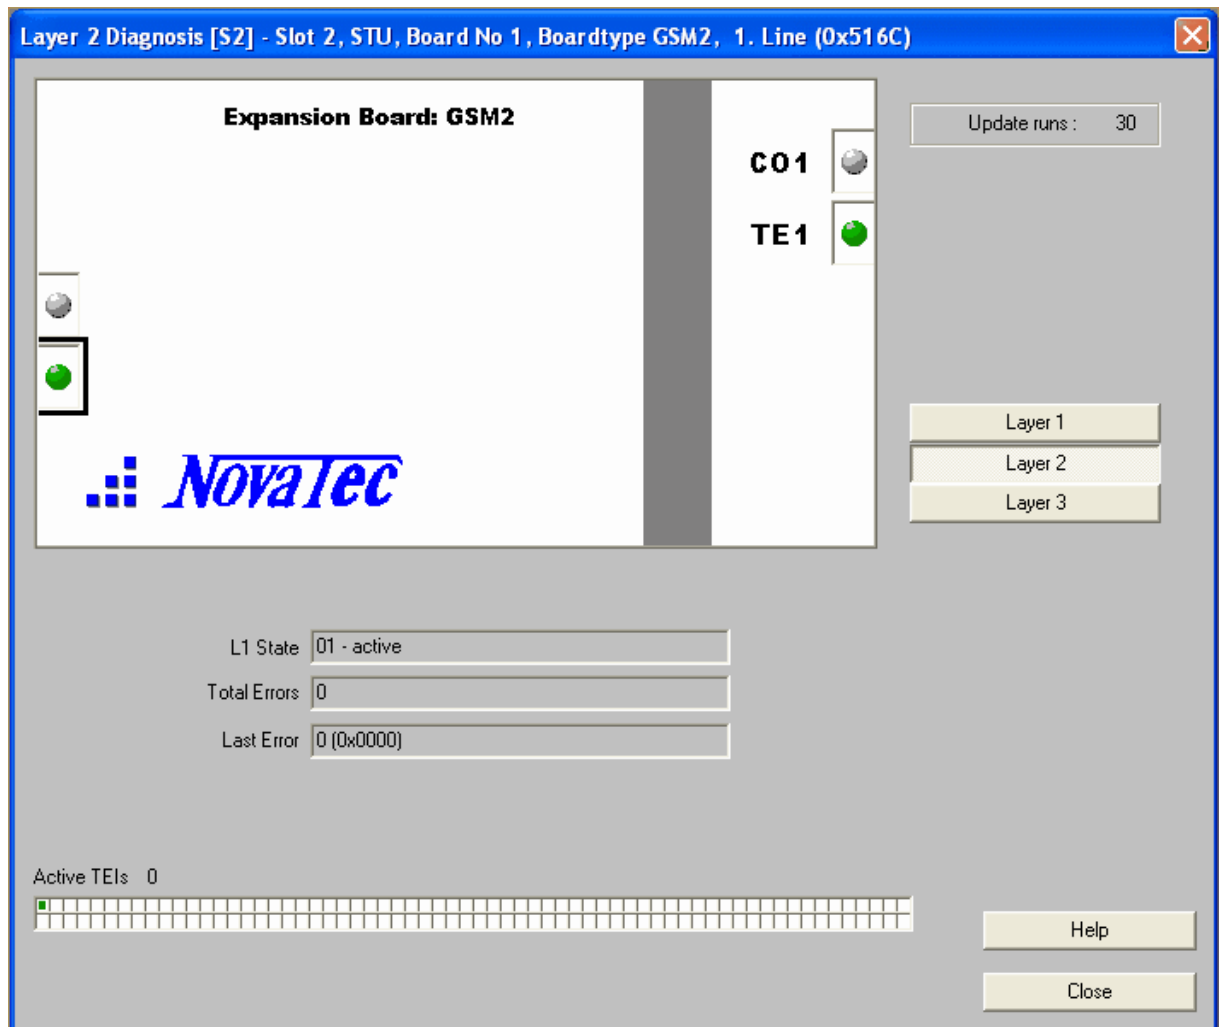 Layer 2 Diagnosis [S2] - Slot 2, STU, Board No 1, Boardtype GSM2, 1. Line (0x516C)
Expansion Board: GSM2
Update runs : 30
CO1
TE1
Layer 1
Layer 2
Layer 3
NovaTec
L1 State 01 - active
Total Errors 0
Last Error 0 (0x0000)
Active TEIs 0
Help
Close